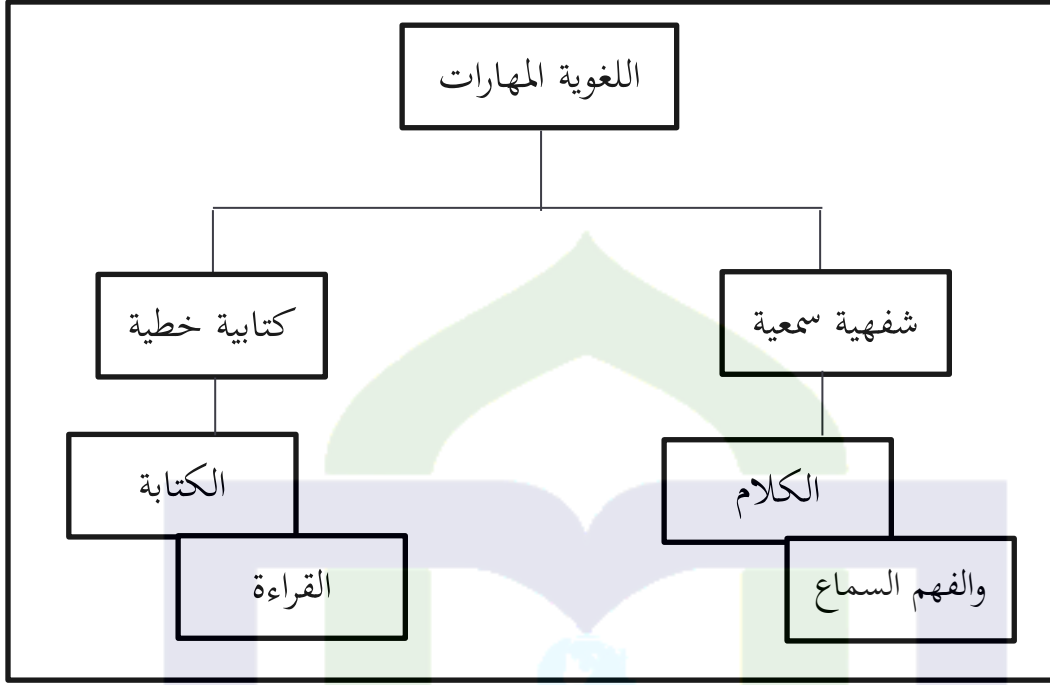 اللغوية المهارات
شفهية سمعية
كتابية خطية
الكلام
والفهم السماع
الكتابة
القراءة